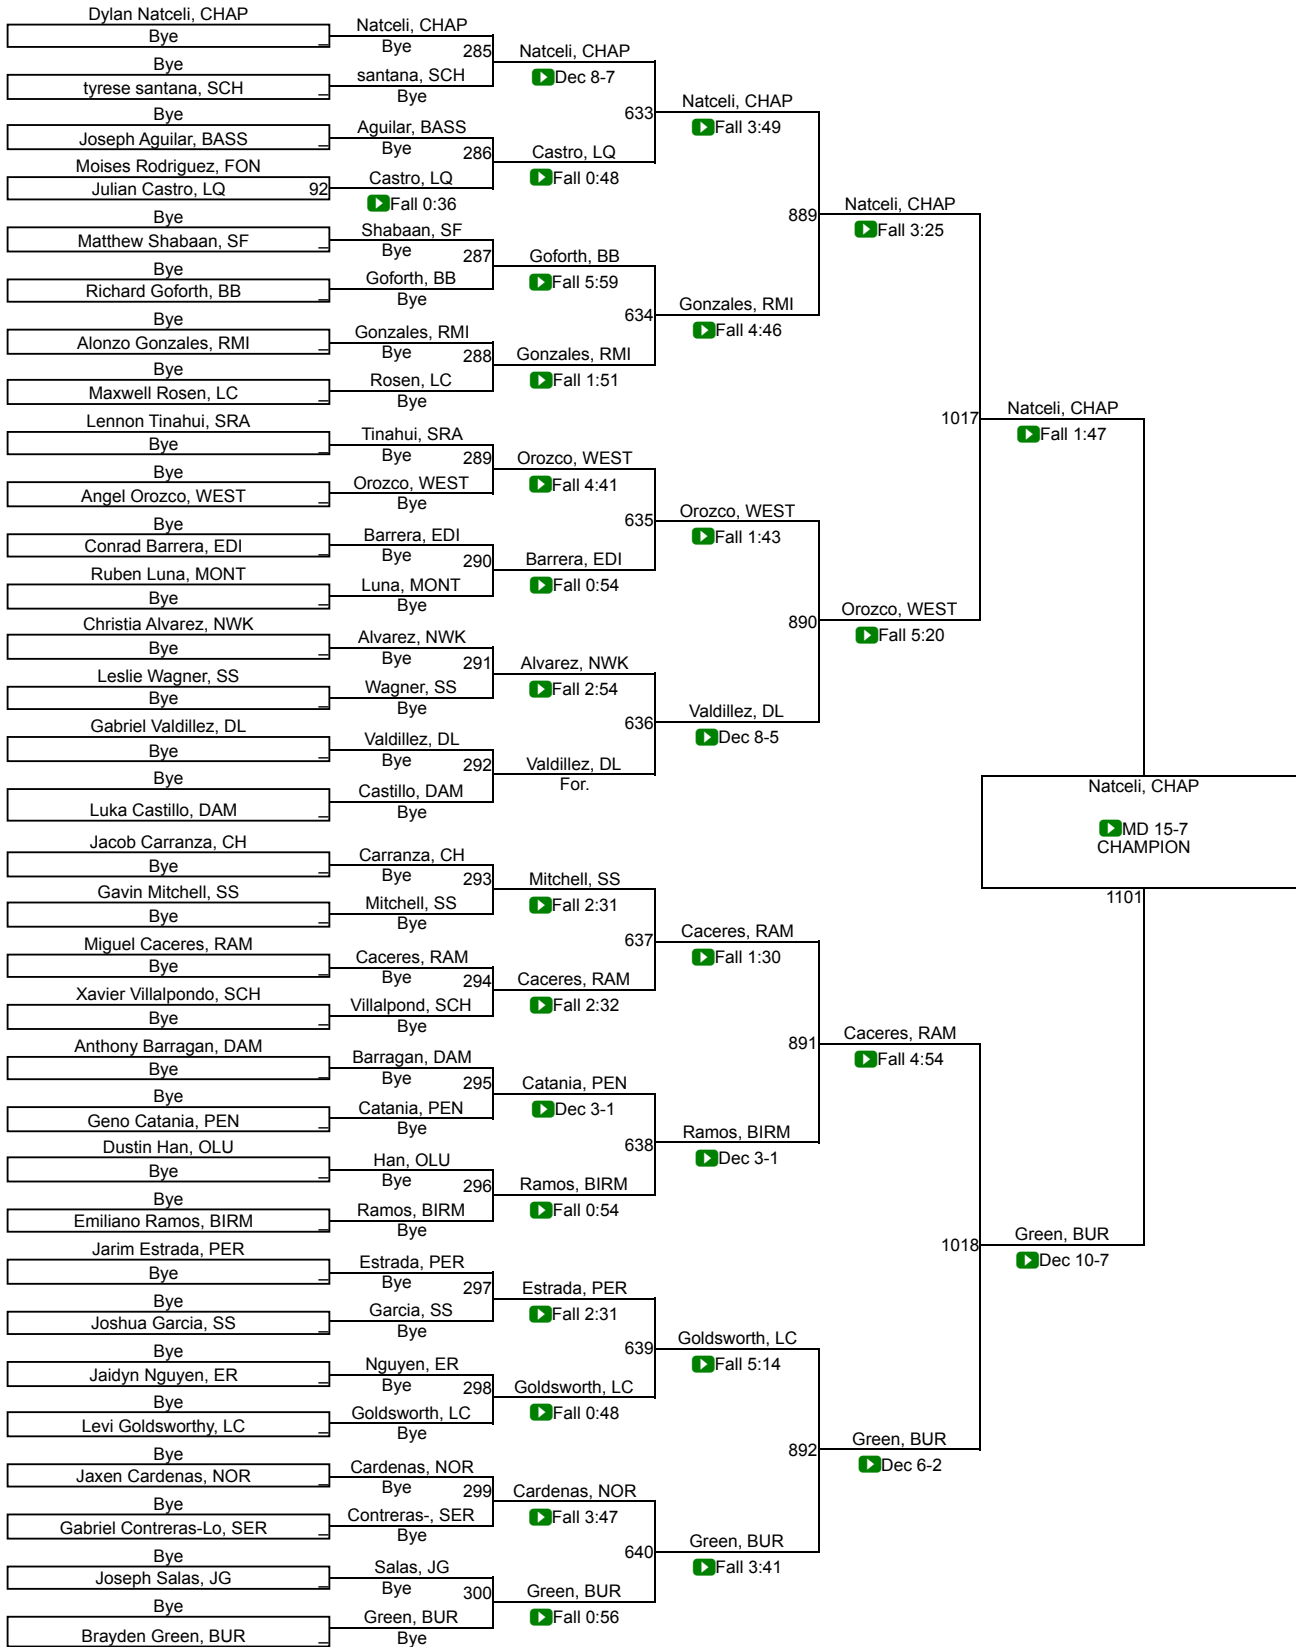 Dylan Natceli, CHAP
Bye _
Bye
tyrese santana, SCH _
Bye
Joseph Aguilar, BASS _
Moises Rodriguez, FON
Julian Castro, LQ 92
Bye
Matthew Shabaan, SF _
Bye
Richard Goforth, BB _
Bye
Alonzo Gonzales, RMI _
Bye
Maxwell Rosen, LC _
Lennon Tinahui, SRA
Bye _
Bye
Angel Orozco, WEST _
Bye
Conrad Barrera, EDI _
Ruben Luna, MONT
Bye _
Christia Alvarez, NWK
Bye _
Leslie Wagner, SS
Bye _
Gabriel Valdillez, DL
Bye _
Bye
Luka Castillo, DAM _
Jacob Carranza, CH
Bye _
Gavin Mitchell, SS
Bye _
Miguel Caceres, RAM
Bye _
Xavier Villalpondo, SCH
Bye _
Anthony Barragan, DAM
Bye _
Bye
Geno Catania, PEN _
Dustin Han, OLU
Bye _
Bye
Emiliano Ramos, BIRM _
Jarim Estrada, PER
Bye _
Bye
Joshua Garcia, SS _
Bye
Jaidyn Nguyen, ER _
Bye
Levi Goldsworthy, LC _
Bye
Jaxen Cardenas, NOR _
Bye
Gabriel Contreras-Lo, SER _
Bye
Joseph Salas, JG _
Bye
Brayden Green, BUR _
Natceli, CHAP
Bye 285
santana, SCH
Bye
Aguilar, BASS
Bye 286
Castro, LQ
Fall 0:36
Shabaan, SF
Bye 287
Goforth, BB
Bye
Gonzales, RMI
Bye 288
Rosen, LC
Bye
Tinahui, SRA
Bye 289
Orozco, WEST
Bye
Barrera, EDI
Bye 290
Luna, MONT
Bye
Alvarez, NWK
Bye 291
Wagner, SS
Bye
Valdillez, DL
Bye 292
Castillo, DAM
Bye
Carranza, CH
Bye 293
Mitchell, SS
Bye
Caceres, RAM
Bye 294
Villalpond, SCH
Bye
Barragan, DAM
Bye 295
Catania, PEN
Bye
Han, OLU
Bye 296
Ramos, BIRM
Bye
Estrada, PER
Bye 297
Garcia, SS
Bye
Nguyen, ER
Bye 298
Goldsworth, LC
Bye
Cardenas, NOR
Bye 299
Contreras-, SER
Bye
Salas, JG
Bye 300
Green, BUR
Bye
Natceli, CHAP
Dec 8-7
633
Castro, LQ
Fall 0:48
Goforth, BB
Fall 5:59
634
Gonzales, RMI
Fall 1:51
Orozco, WEST
Fall 4:41
635
Barrera, EDI
Fall 0:54
Alvarez, NWK
Fall 2:54
636
Valdillez, DL
For.
Mitchell, SS
Fall 2:31
637
Caceres, RAM
Fall 2:32
Catania, PEN
Dec 3-1
638
Ramos, BIRM
Fall 0:54
Estrada, PER
Fall 2:31
639
Goldsworth, LC
Fall 0:48
Cardenas, NOR
Fall 3:47
640
Green, BUR
Fall 0:56
Natceli, CHAP
Fall 3:49
889
Gonzales, RMI
Fall 4:46
Orozco, WEST
Fall 1:43
890
Valdillez, DL
Dec 8-5
Caceres, RAM
Fall 1:30
891
Ramos, BIRM
Dec 3-1
Goldsworth, LC
Fall 5:14
892
Green, BUR
Fall 3:41
Natceli, CHAP
Fall 3:25
1017
Orozco, WEST
Fall 5:20
Caceres, RAM
Fall 4:54
1018
Green, BUR
Dec 6-2
Natceli, CHAP
Fall 1:47
Green, BUR
Dec 10-7
Natceli, CHAP
MD 15-7
CHAMPION
1101